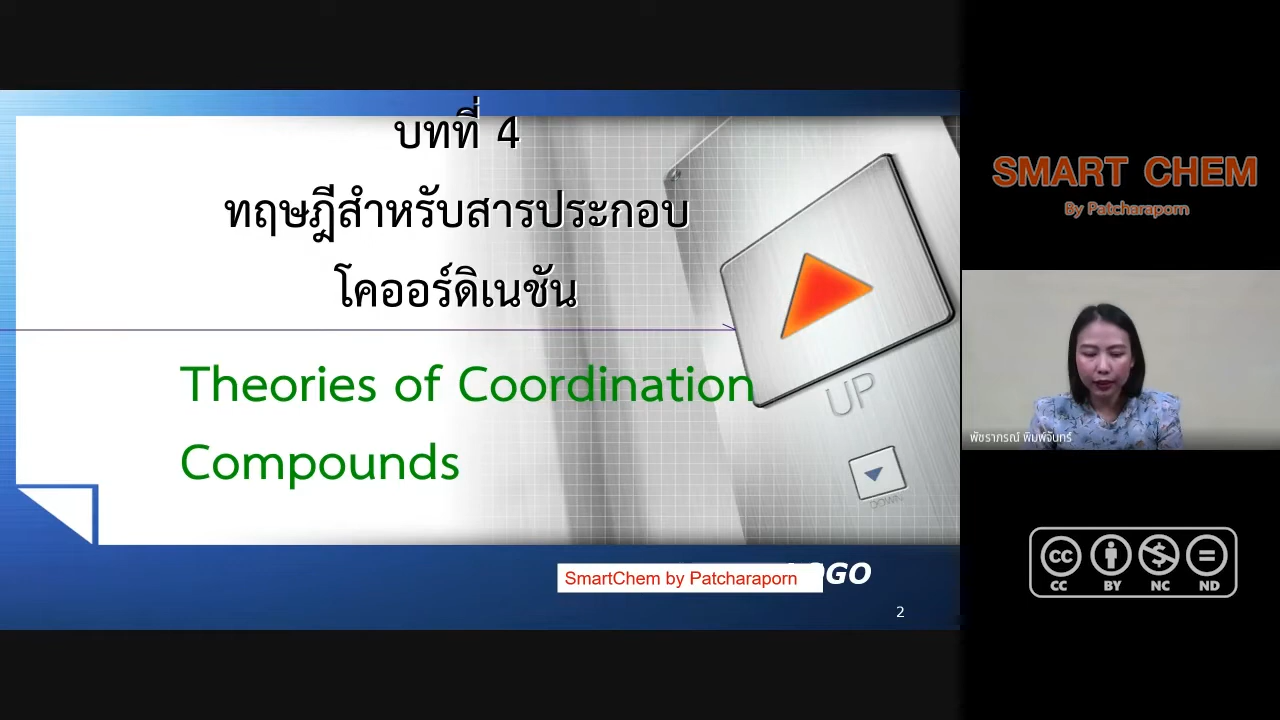 บทที่ 4
ทฤษฎีสำหรับสารประกอบ
โคออร์ดิเนชัน
Theories of Coordination
Compounds
UP
DOWN
SmartChem by Patcharaporn
GO
2
SMART CHEM
By Patcharaporn
พัชราภรณ์ พิมพ์จันทร์
CC BY NC ND